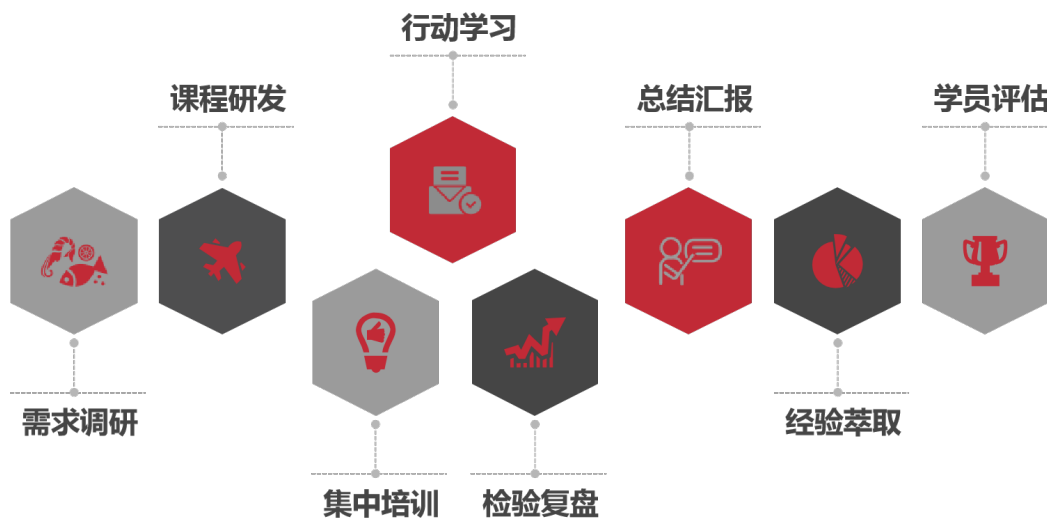 行动学习
课程研发
总结汇报
学员评估
需求调研
经验萃取
集中培训
检验复盘